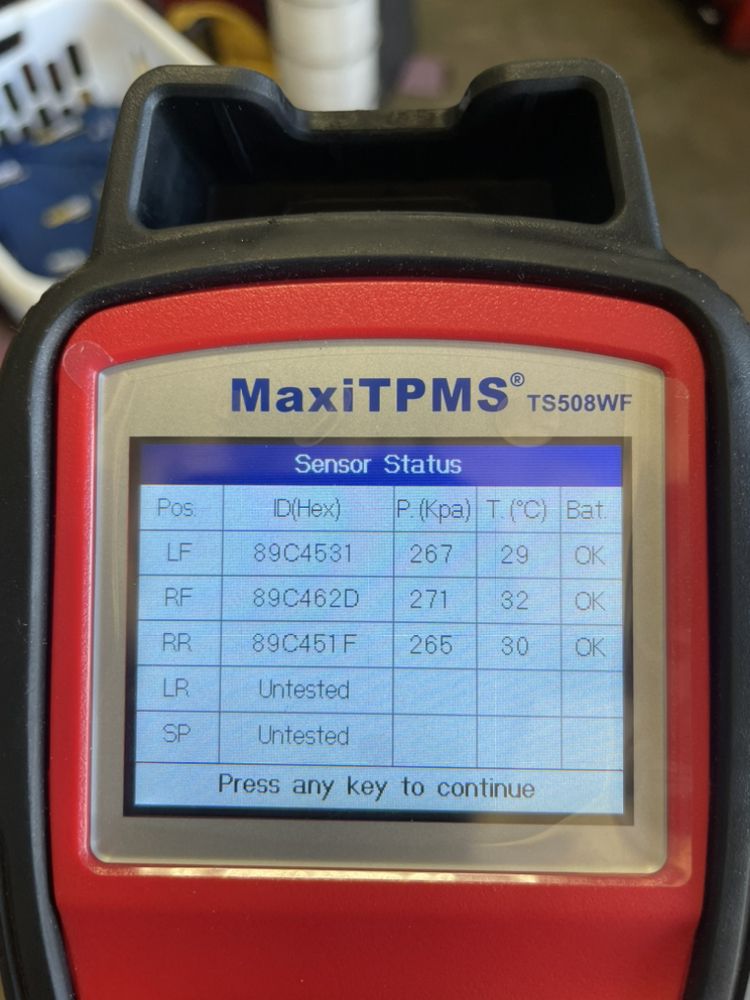 MaxiTPMS® TS508WF
Sensor Status
Pos. ID(Hex) P.(Kpa) T.(°C) Bat.
LF 89C4531 267 29 OK
RF 89C462D 271 32 OK
RR 89C451F 265 30 OK
LR Untested
SP Untested
Press any key to continue